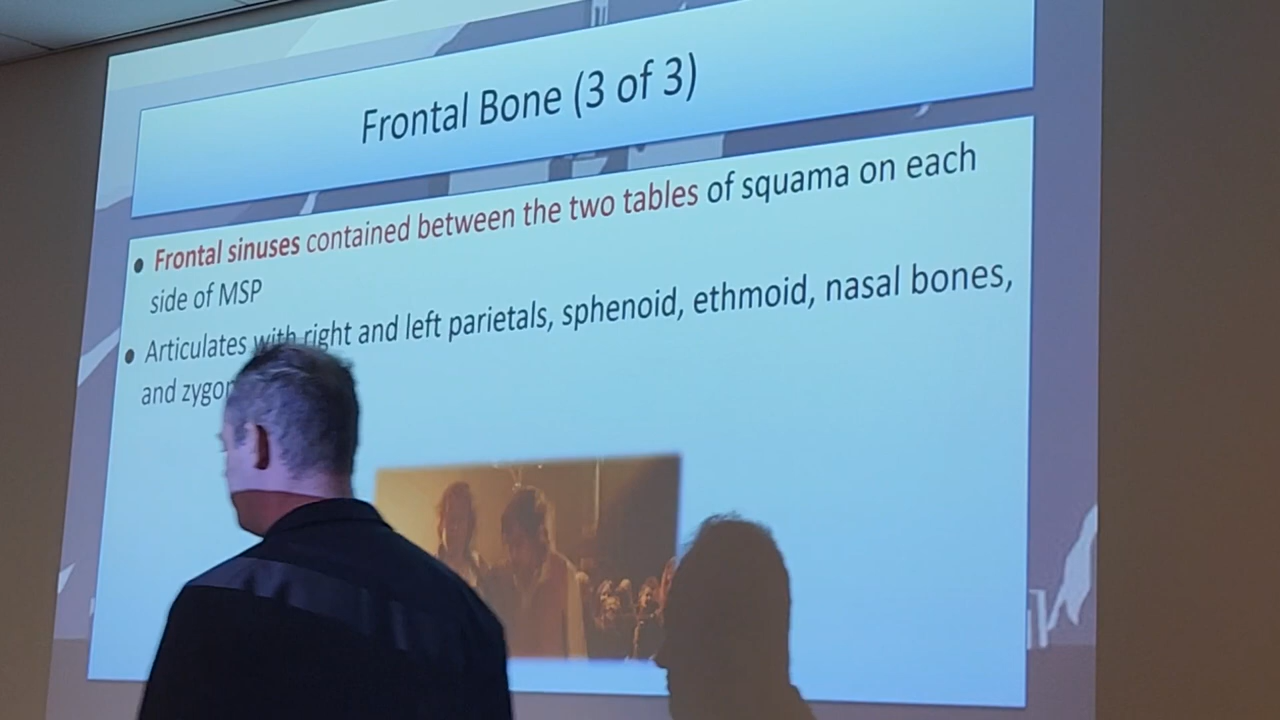 Frontal Bone (3 of 3)
• Frontal sinuses contained between the two tables of squama on each
side of MSP
• Articulates with right and left parietals, sphenoid, ethmoid, nasal bones,
and